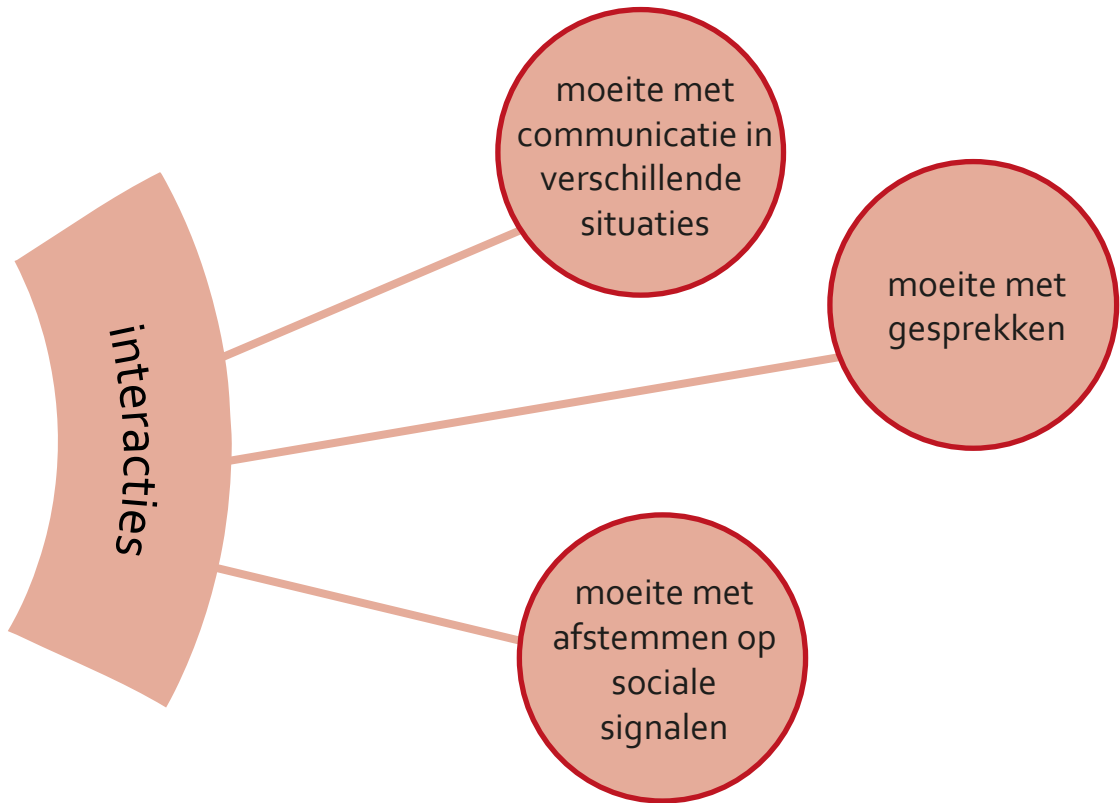 interacties
moeite met
communicatie in
verschillende
situaties
moeite met
gesprekken
moeite met
afstemmen op
sociale
signalen